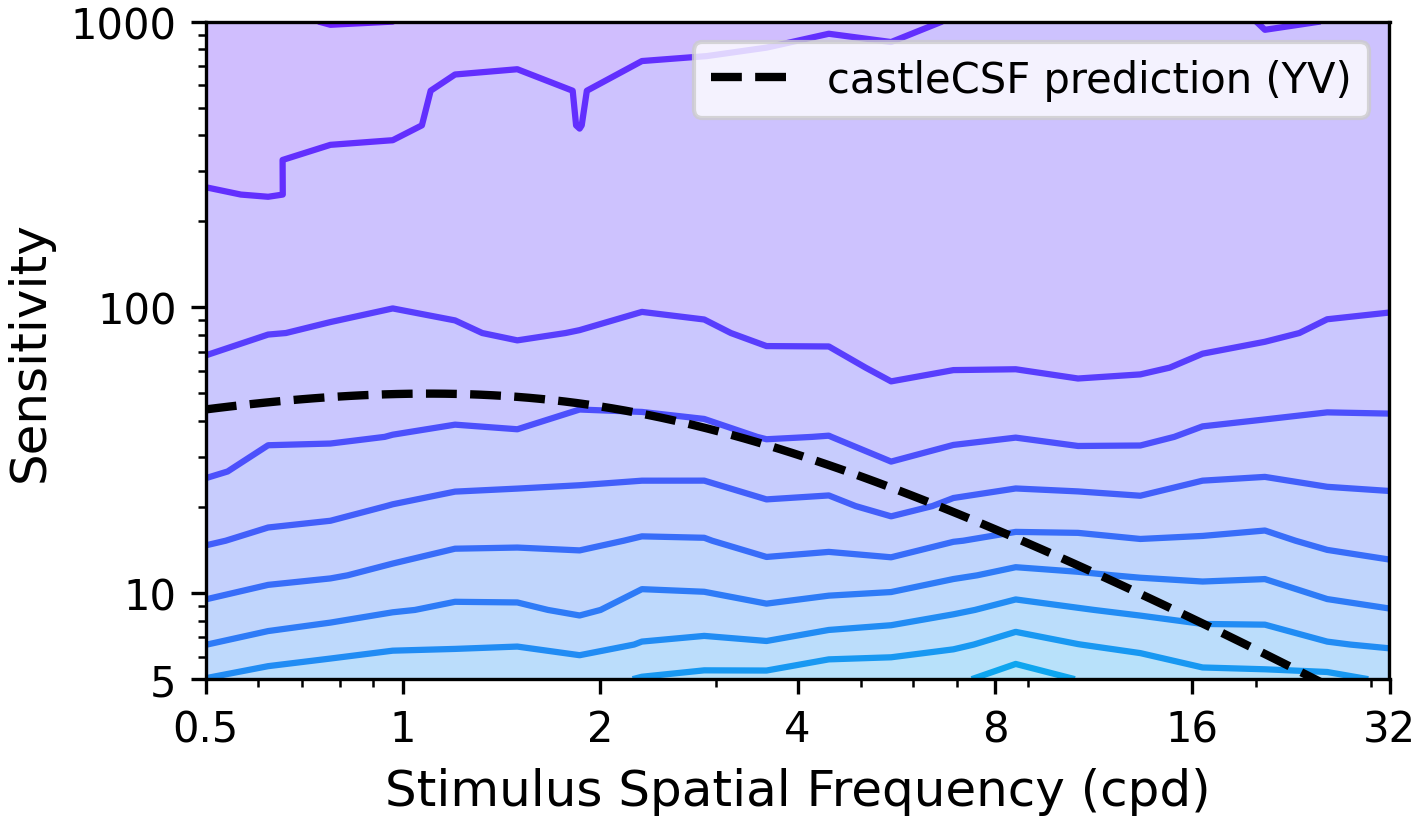 1000
100
10
5
Sensitivity
castleCSF prediction (YV)
0.5 1 2 4 8 16 32
Stimulus Spatial Frequency (cpd)